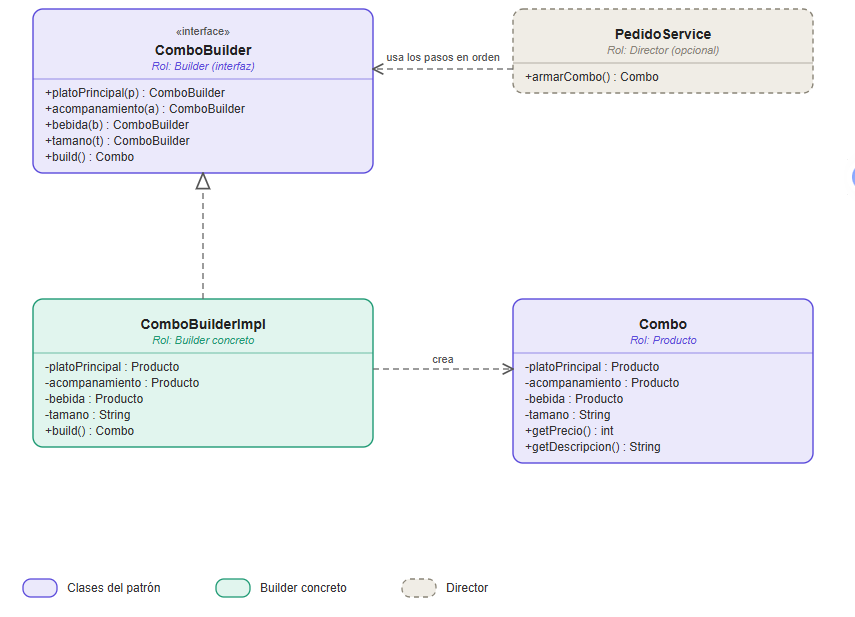 «interface»
ComboBuilder
Rol: Builder (interfaz)
+platoPrincipal(p) : ComboBuilder
+acompanamiento(a) : ComboBuilder
+bebida(b) : ComboBuilder
+tamano(t) : ComboBuilder
+build() : Combo
usa los pasos en orden
PedidoService
Rol: Director (opcional)
+armarCombo() : Combo
ComboBuilderImpl
Rol: Builder concreto
-platoPrincipal : Producto
-acompanamiento : Producto
-bebida : Producto
-tamano : String
+build() : Combo
crea
Combo
Rol: Producto
-platoPrincipal : Producto
-acompanamiento : Producto
-bebida : Producto
-tamano : String
+getPrecio() : int
+getDescripcion() : String
Clases del patrón
Builder concreto
Director